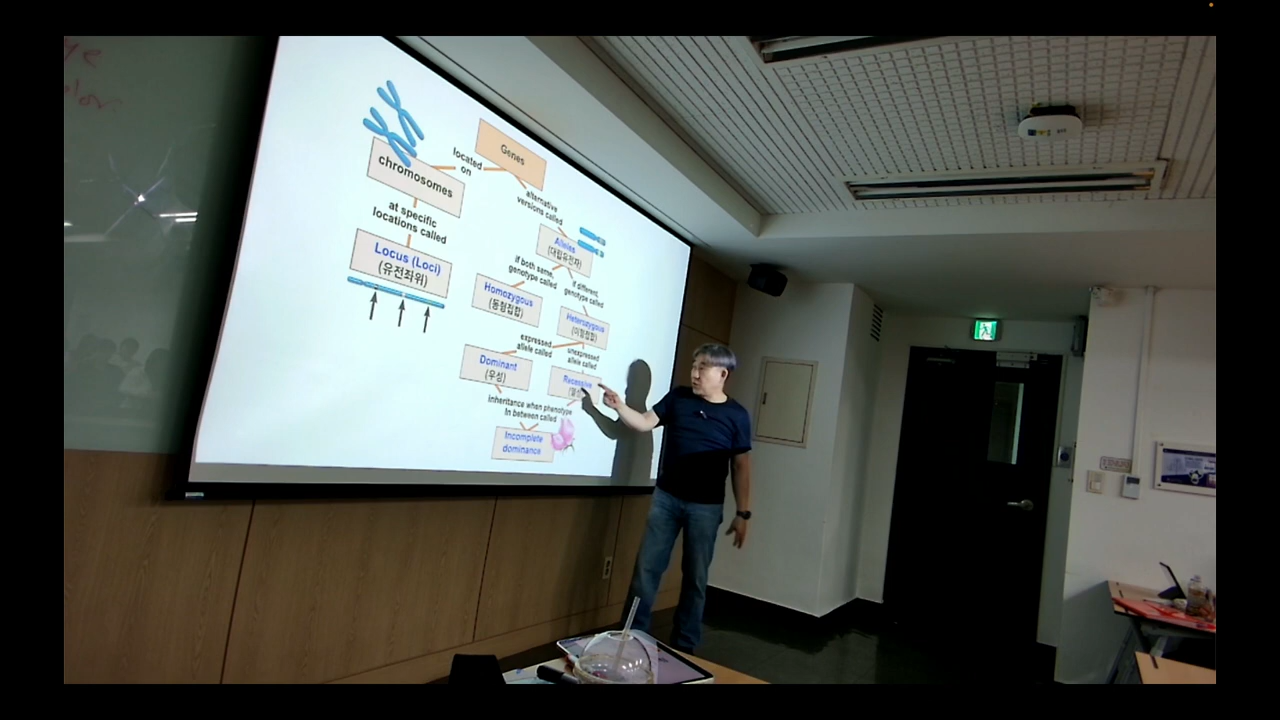 ye
color
Genes
located
on
chromosomes
at specific
locations called
Locus (Loci)
(유전좌위)
alternative
versions called
Alleles
(대립유전자)
if both same,
genotype called
if different,
genotype called
Homozygous
(동형접합)
Heterozygous
(이형접합)
expressed
allele called
unexpressed
allele called
Dominant
(우성)
Recessive
Inheritance when phenotype
in between called
Incomplete
dominance